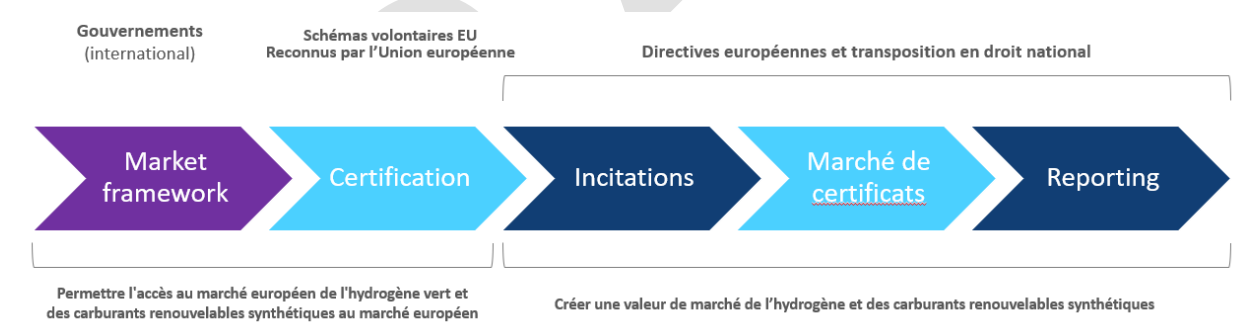 Gouvernements
(international)
Schémas volontaires EU
Reconnus par l’Union européenne
Directives européennes et transposition en droit national
Market
framework
Certification
Incitations
Marché de
certificats
Reporting
Permettre l'accès au marché européen de l'hydrogène vert et
des carburants renouvelables synthétiques au marché européen
Créer une valeur de marché de l’hydrogène et des carburants renouvelables synthétiques